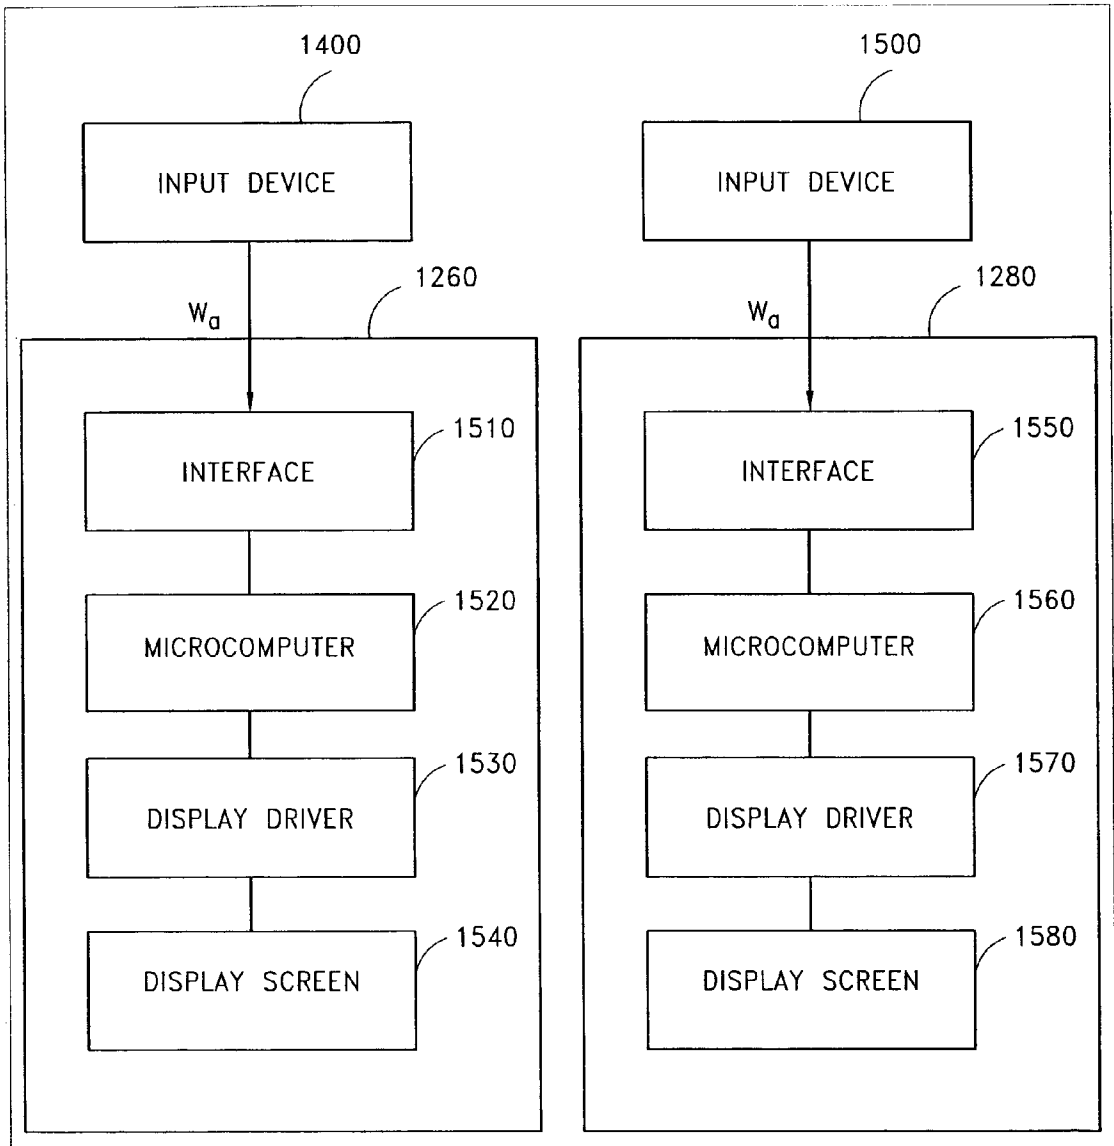 1400
INPUT DEVICE
Wa
1260
1510
INTERFACE
1520
MICROCOMPUTER
1530
DISPLAY DRIVER
1540
DISPLAY SCREEN
1500
INPUT DEVICE
Wa
1280
1550
INTERFACE
1560
MICROCOMPUTER
1570
DISPLAY DRIVER
1580
DISPLAY SCREEN